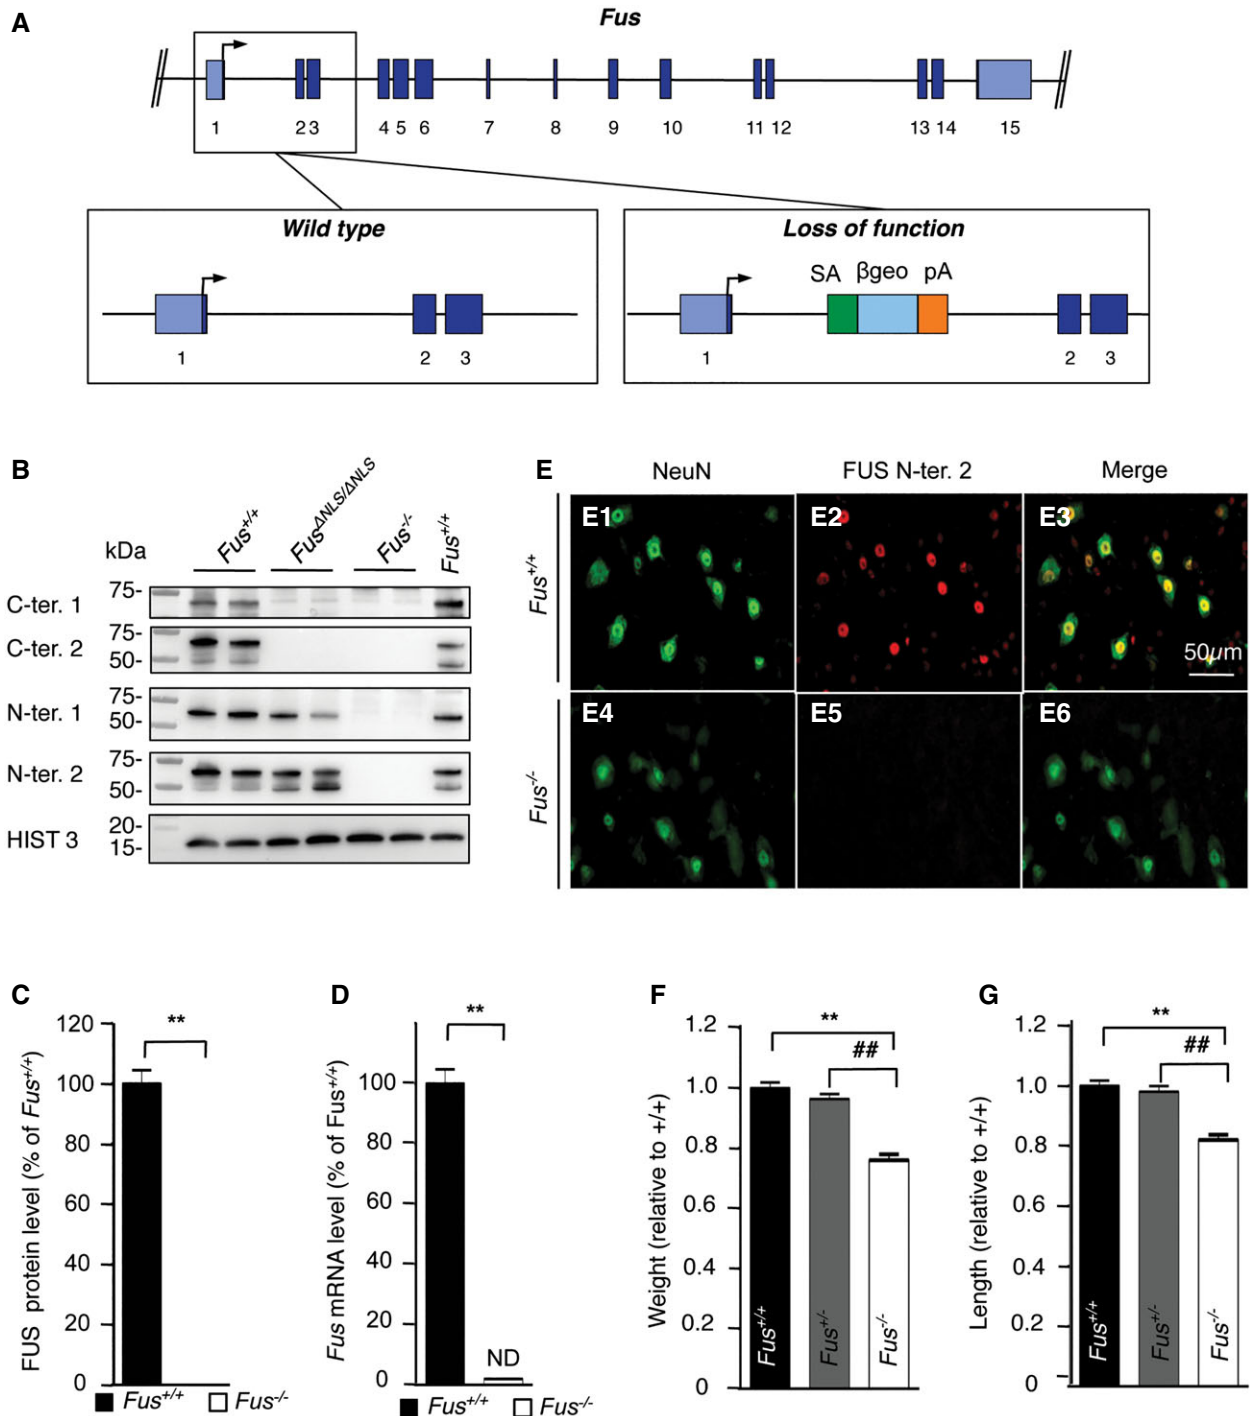 A
Fus
1 2 3 4 5 6 7 8 9 10 11 12 13 14 15
Wild type
1 2 3
Loss of function
SA βgeo pA
1 2 3
B
kDa
Fus+/+ FusΔNLS/ΔNLS Fus-/- Fus+/+
C-ter. 1
75-
C-ter. 2
75-
50-
N-ter. 1
75-
50-
N-ter. 2
75-
50-
HIST 3
20-
15-
E
NeuN FUS N-ter. 2 Merge
Fus+/+
E1 E2 E3
50µm
Fus-/-
E4 E5 E6
C
FUS protein level (% of Fus+/+)
120
100
80
60
40
20
0
**
Fus+/+ Fus-/-
D
Fus mRNA level (% of Fus+/+)
100
80
60
40
20
0
**
ND
Fus+/+ Fus-/-
F
Weight (relative to +/+)
1.2
1.0
0.8
0.6
0.4
0.2
0
**
##
Fus+/+ Fus+/- Fus-/-
G
Length (relative to +/+)
1.2
1.0
0.8
0.6
0.4
0.2
0
**
##
Fus+/+ Fus+/- Fus-/-